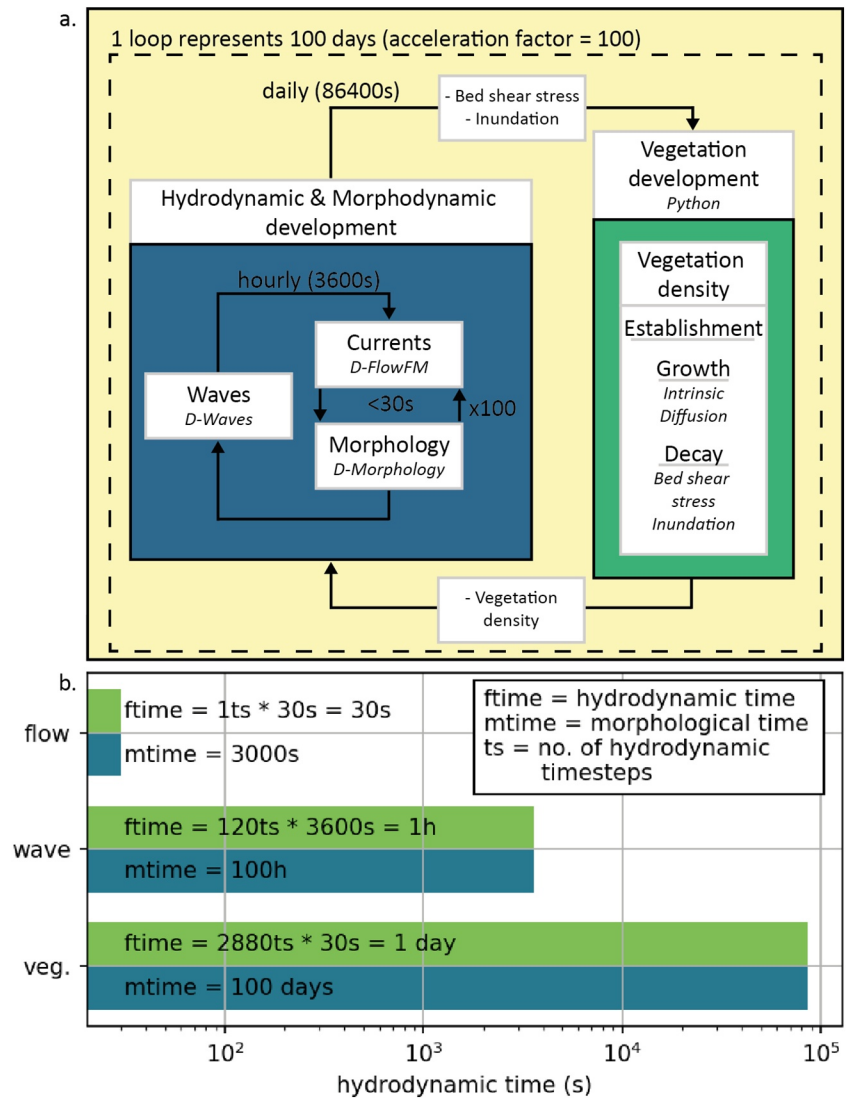 a.
1 loop represents 100 days (acceleration factor = 100)
daily (86400s)
- Bed shear stress
- Inundation
Vegetation
development
Python
Hydrodynamic & Morphodynamic
development
hourly (3600s)
Currents
D-FlowFM
Waves
D-Waves
<30s
x100
Morphology
D-Morphology
Vegetation
density
Establishment
Growth
Intrinsic
Diffusion
Decay
Bed shear
stress
Inundation
- Vegetation
density
b.
flow
ftime = 1ts * 30s = 30s
mtime = 3000s
ftime = hydrodynamic time
mtime = morphological time
ts = no. of hydrodynamic
timesteps
wave
ftime = 120ts * 3600s = 1h
mtime = 100h
veg.
ftime = 2880ts * 30s = 1 day
mtime = 100 days
10² 10³ 10⁴ 10⁵
hydrodynamic time (s)